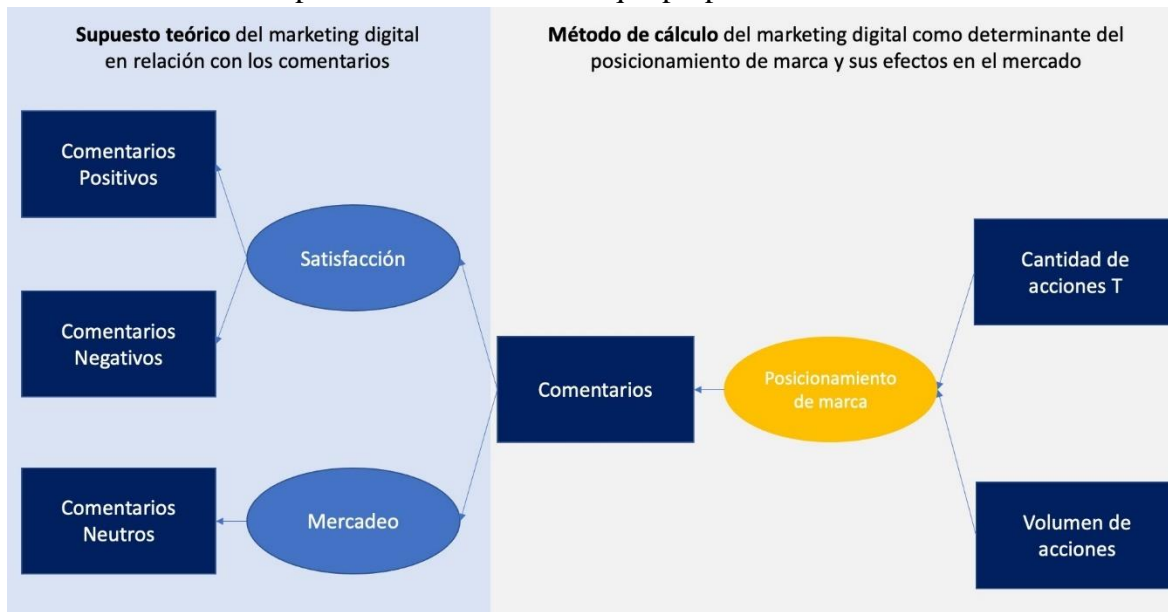 Supuesto teórico del marketing digital
en relación con los comentarios
Método de cálculo del marketing digital como determinante del
posicionamiento de marca y sus efectos en el mercado
Comentarios
Positivos
Satisfacción
Comentarios
Negativos
Comentarios
Neutros
Mercadeo
Comentarios
Posicionamiento
de marca
Cantidad de
acciones T
Volumen de
acciones